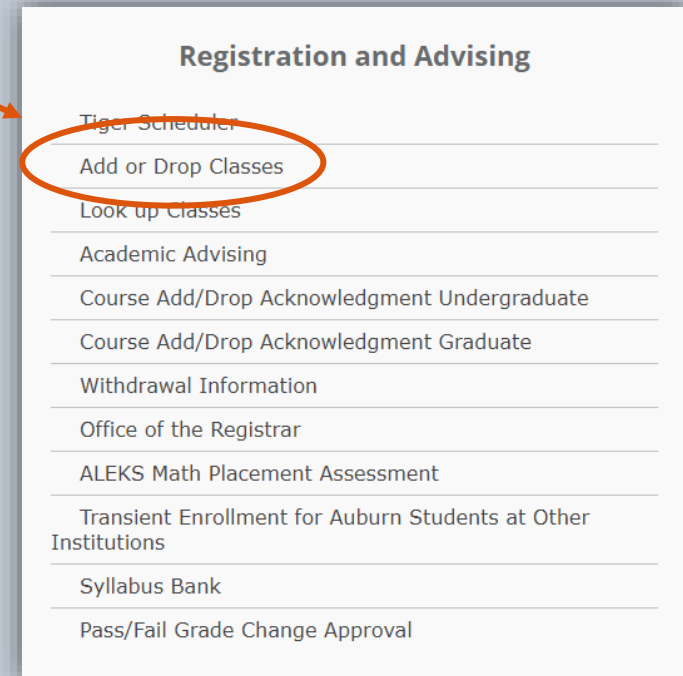 Registration and Advising
Tiger Scheduler
Add or Drop Classes
Look up Classes
Academic Advising
Course Add/Drop Acknowledgment Undergraduate
Course Add/Drop Acknowledgment Graduate
Withdrawal Information
Office of the Registrar
ALEKS Math Placement Assessment
Transient Enrollment for Auburn Students at Other
Institutions
Syllabus Bank
Pass/Fail Grade Change Approval